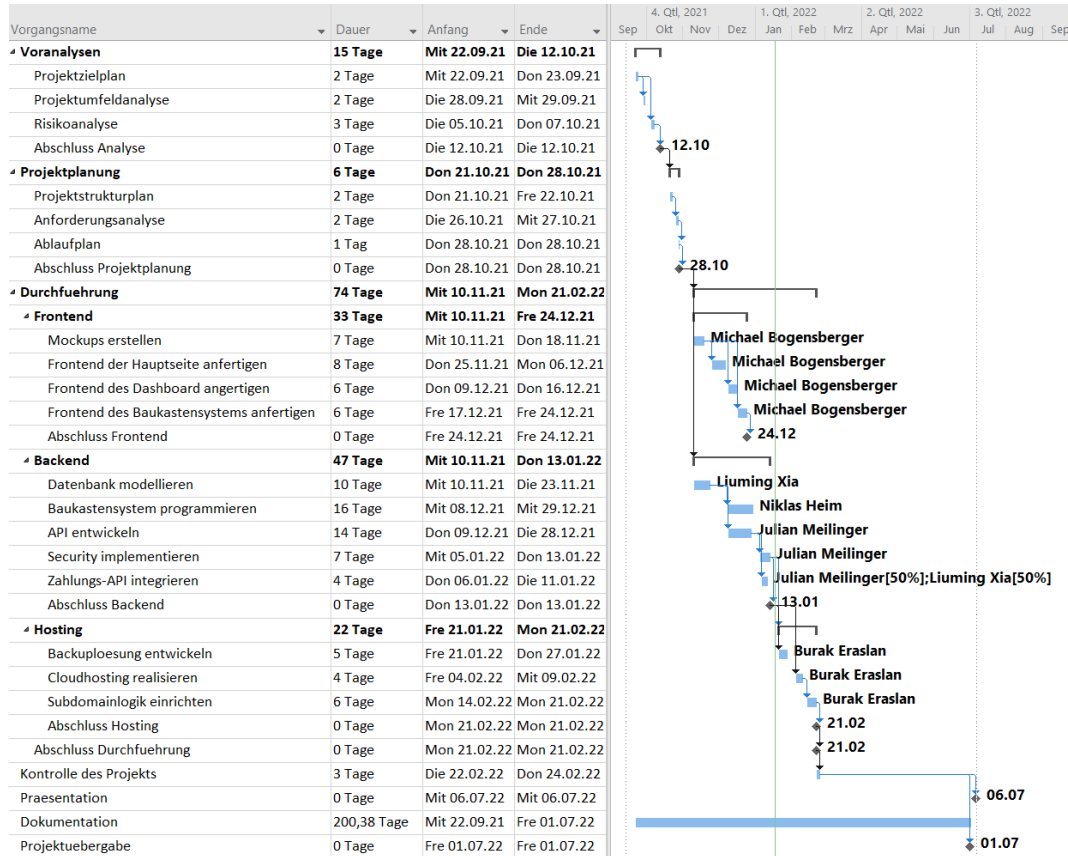 4. Qtl, 2021 1. Qtl, 2022 2. Qtl, 2022 3. Qtl, 2022
Vorgangsname Dauer Anfang Ende Sep Okt Nov Dez Jan Feb Mrz Apr Mai Jun Jul Aug Sep
Voranalysen 15 Tage Mit 22.09.21 Die 12.10.21
Projektzielplan 2 Tage Mit 22.09.21 Don 23.09.21
Projektumfeldanalyse 2 Tage Die 28.09.21 Mit 29.09.21
Risikoanalyse 3 Tage Die 05.10.21 Don 07.10.21
Abschluss Analyse 0 Tage Die 12.10.21 Die 12.10.21 12.10
Projektplanung 6 Tage Don 21.10.21 Don 28.10.21
Projektstrukturplan 2 Tage Don 21.10.21 Fre 22.10.21
Anforderungsanalyse 2 Tage Die 26.10.21 Mit 27.10.21
Ablaufplan 1 Tag Don 28.10.21 Don 28.10.21
Abschluss Projektplanung 0 Tage Don 28.10.21 Don 28.10.21 28.10
Durchfuehrung 74 Tage Mit 10.11.21 Mon 21.02.22
Frontend 33 Tage Mit 10.11.21 Fre 24.12.21
Mockups erstellen 7 Tage Mit 10.11.21 Don 18.11.21 Michael Bogensberger
Frontend der Hauptseite anfertigen 8 Tage Don 25.11.21 Mon 06.12.21 Michael Bogensberger
Frontend des Dashboard angertigen 6 Tage Don 09.12.21 Don 16.12.21 Michael Bogensberger
Frontend des Baukastensystems anfertigen 6 Tage Fre 17.12.21 Fre 24.12.21 Michael Bogensberger
Abschluss Frontend 0 Tage Fre 24.12.21 Fre 24.12.21 24.12
Backend 47 Tage Mit 10.11.21 Don 13.01.22
Datenbank modellieren 10 Tage Mit 10.11.21 Die 23.11.21 Liuming Xia
Baukastensystem programmieren 16 Tage Mit 08.12.21 Mit 29.12.21 Niklas Heim
API entwickeln 14 Tage Don 09.12.21 Die 28.12.21 Julian Meilinger
Security implementieren 7 Tage Mit 05.01.22 Don 13.01.22 Julian Meilinger
Zahlungs-API integrieren 4 Tage Don 06.01.22 Die 11.01.22 Julian Meilinger[50%];Liuming Xia[50%]
Abschluss Backend 0 Tage Don 13.01.22 Don 13.01.22 13.01
Hosting 22 Tage Fre 21.01.22 Mon 21.02.22
Backuploesung entwickeln 5 Tage Fre 21.01.22 Don 27.01.22 Burak Eraslan
Cloudhosting realisieren 4 Tage Fre 04.02.22 Mit 09.02.22 Burak Eraslan
Subdomainlogik einrichten 6 Tage Mon 14.02.22 Mon 21.02.22 Burak Eraslan
Abschluss Hosting 0 Tage Mon 21.02.22 Mon 21.02.22 21.02
Abschluss Durchfuehrung 0 Tage Mon 21.02.22 Mon 21.02.22 21.02
Kontrolle des Projekts 3 Tage Die 22.02.22 Don 24.02.22
Praesentation 0 Tage Mit 06.07.22 Mit 06.07.22 06.07
Dokumentation 200,38 Tage Mit 22.09.21 Fre 01.07.22
Projektuebergabe 0 Tage Fre 01.07.22 Fre 01.07.22 01.07